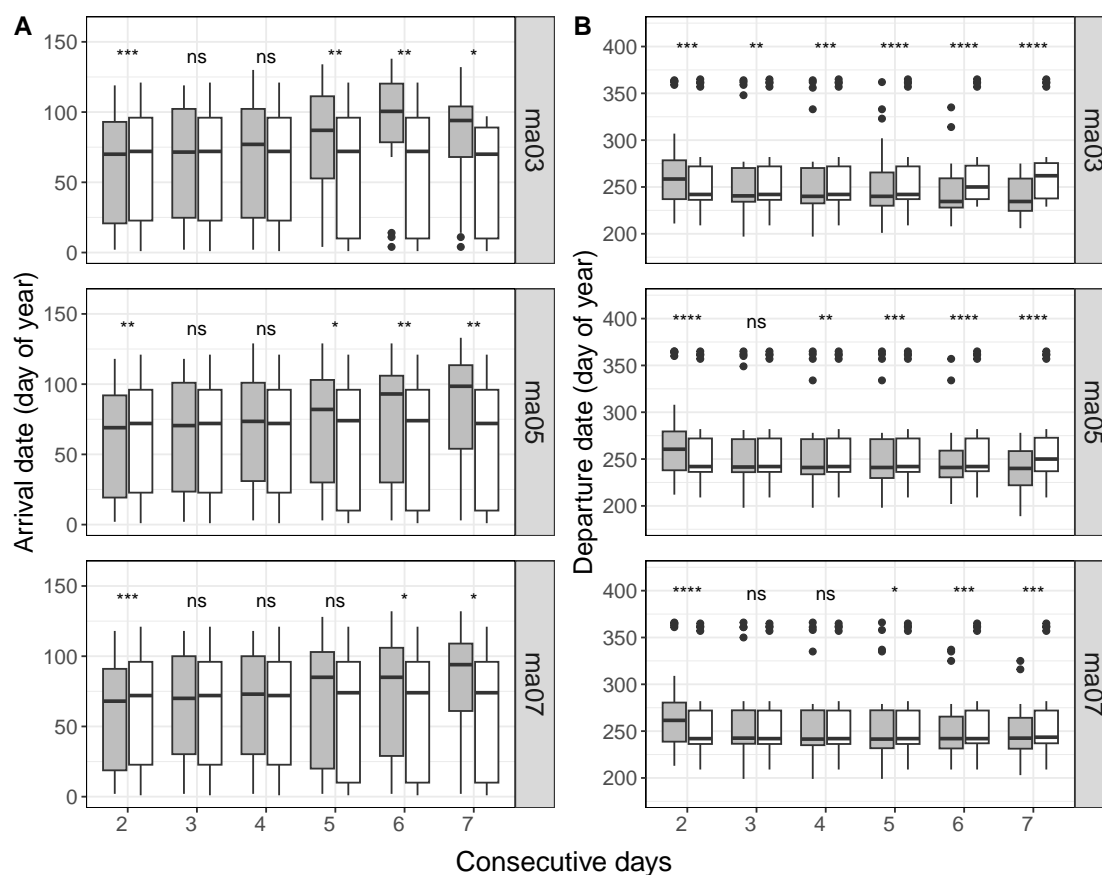 A
Arrival date (day of year)
150
100
50
0
*** ns ns ** ** *
ma03
150
100
50
0
** ns ns * ** **
ma05
150
100
50
0
*** ns ns ns * *
ma07
2 3 4 5 6 7
B
Departure date (day of year)
400
350
300
250
200
*** ** *** **** **** ****
ma03
400
350
300
250
200
**** ns ** *** **** ****
ma05
400
350
300
250
200
**** ns ns * *** ***
ma07
2 3 4 5 6 7
Consecutive days